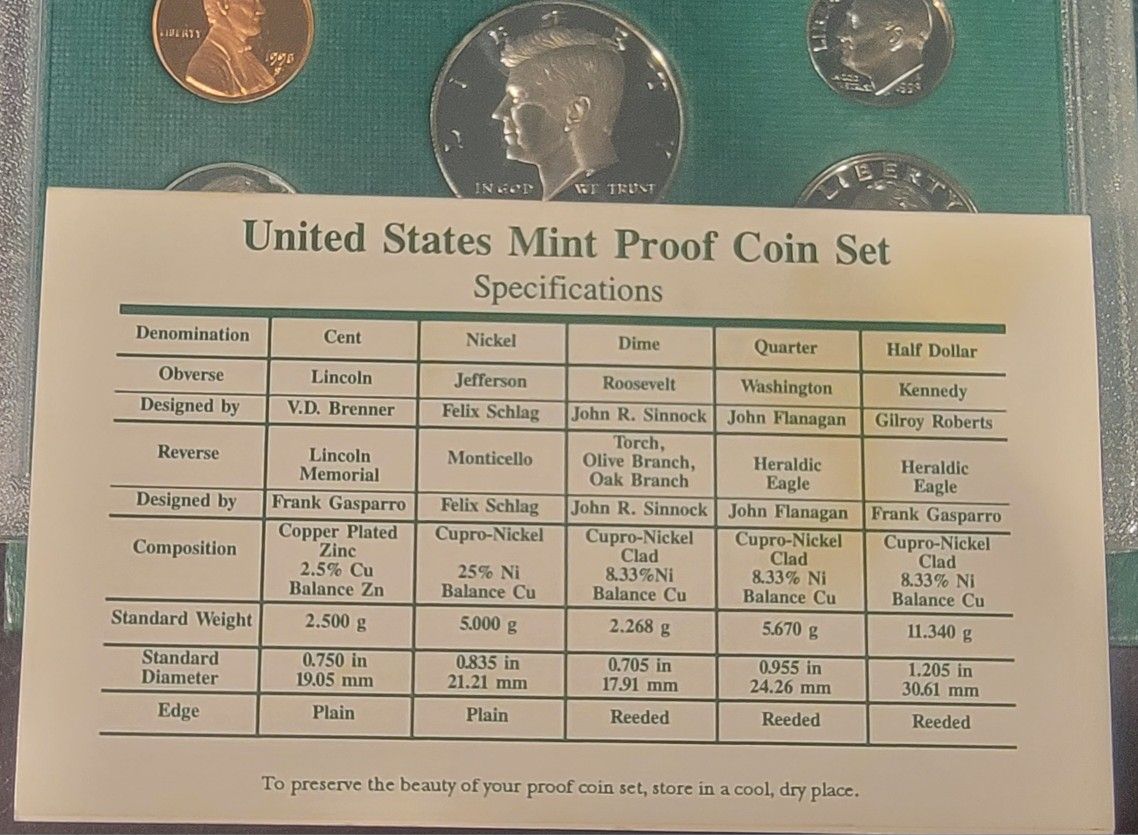 LIBERTY
1996
S
LIBERTY
IN GOD WE TRUST
LIBERTY
United States Mint Proof Coin Set
Specifications
Denomination Cent Nickel Dime Quarter Half Dollar
Obverse Lincoln Jefferson Roosevelt Washington Kennedy
Designed by V.D. Brenner Felix Schlag John R. Sinnock John Flanagan Gilroy Roberts
Reverse Lincoln Memorial Monticello Torch, Olive Branch, Oak Branch Heraldic Eagle Heraldic Eagle
Designed by Frank Gasparro Felix Schlag John R. Sinnock John Flanagan Frank Gasparro
Composition Copper Plated Zinc 2.5% Cu Balance Zn Cupro-Nickel 25% Ni Balance Cu Cupro-Nickel Clad 8.33%Ni Balance Cu Cupro-Nickel Clad 8.33% Ni Balance Cu Cupro-Nickel Clad 8.33% Ni Balance Cu
Standard Weight 2.500 g 5.000 g 2.268 g 5.670 g 11.340 g
Standard Diameter 0.750 in 19.05 mm 0.835 in 21.21 mm 0.705 in 17.91 mm 0.955 in 24.26 mm 1.205 in 30.61 mm
Edge Plain Plain Reeded Reeded Reeded
To preserve the beauty of your proof coin set, store in a cool, dry place.